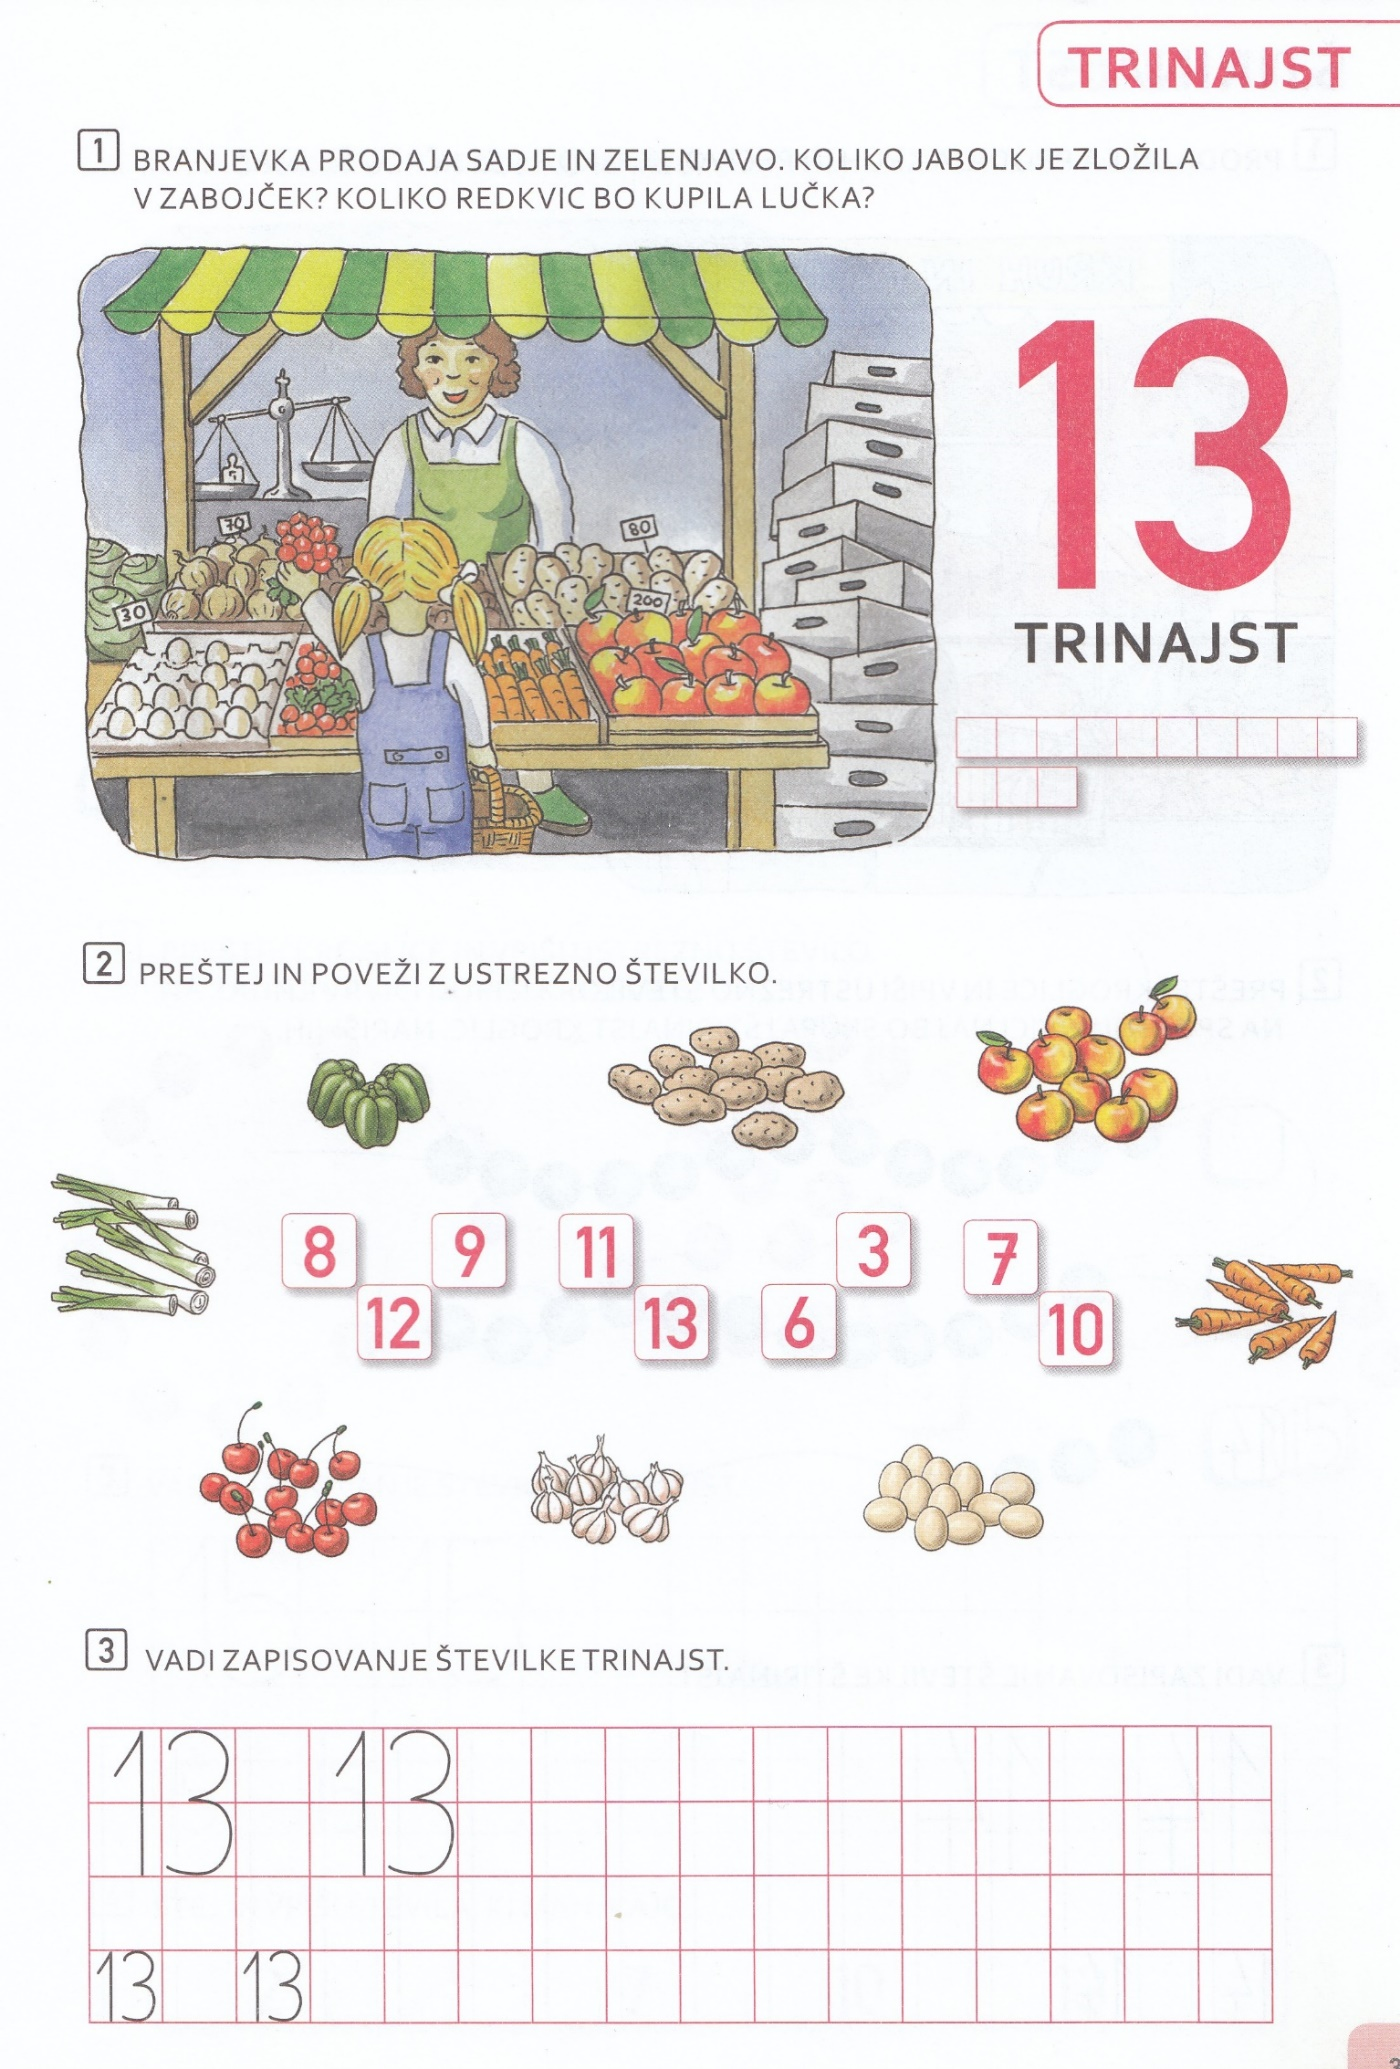 TRINAJST
1 BRANJEVKA PRODAJA SADJE IN ZELENJAVO. KOLIKO JABOLK JE ZLOŽILA
V ZABOJČEK? KOLIKO REDKVIC BO KUPILA LUČKA?
70
80
30
200
13
TRINAJST
2 PREŠTEJ IN POVEŽI Z USTREZNO ŠTEVILKO.
8 9 11 3 7
12 13 6 10
3 VADI ZAPISOVANJE ŠTEVILKE TRINAJST.
13 13
13 13